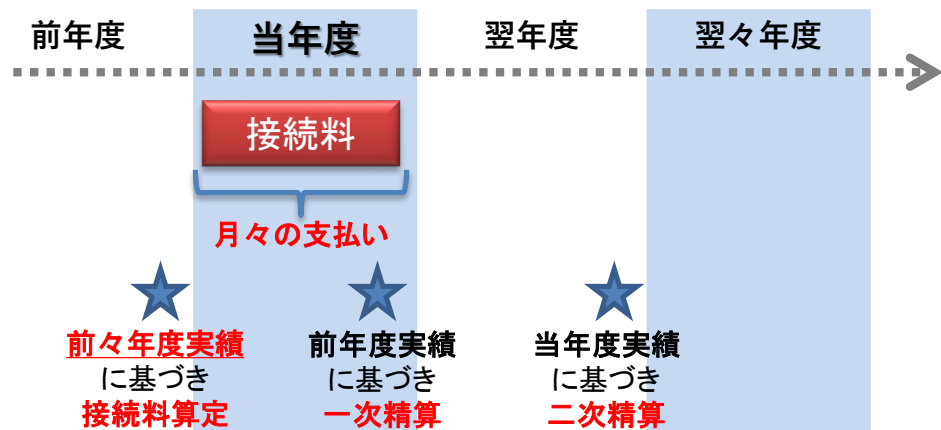 前年度
当年度
翌年度
翌々年度
接続料
月々の支払い
前々年度実績
に基づき
接続料算定
前年度実績
に基づき
一次精算
当年度実績
に基づき
二次精算